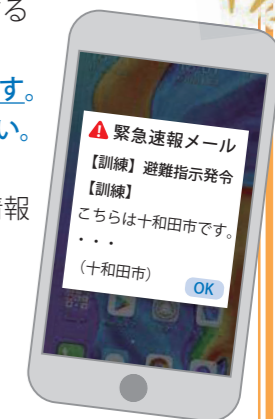 る
す。
い。
情報
緊急速報メール
【訓練】避難指示発令
【訓練】
こちらは十和田市です。
・・・
（十和田市）
OK